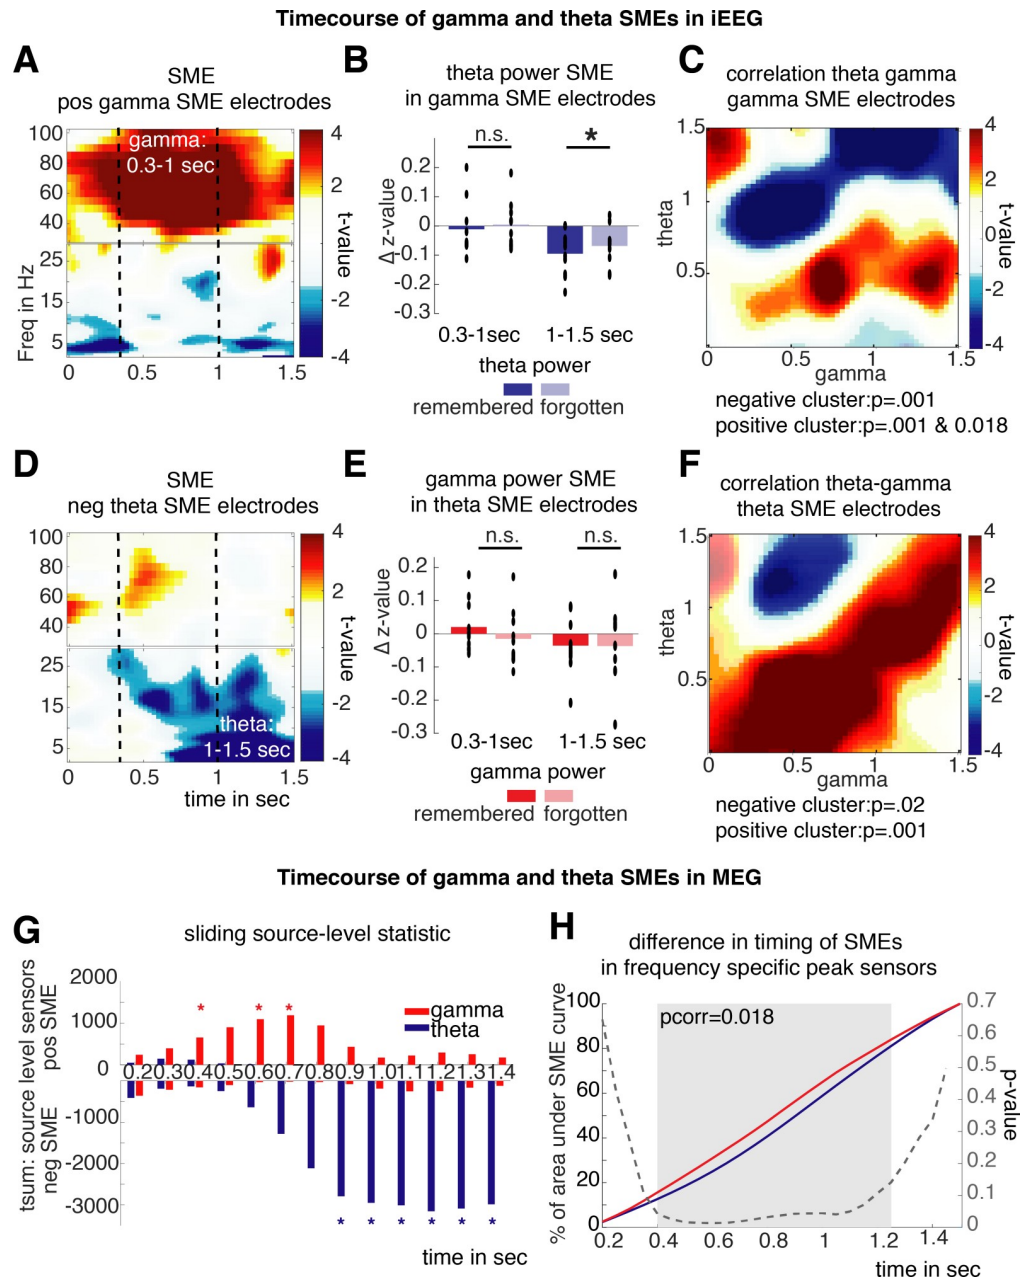 Timecourse of gamma and theta SMEs in iEEG
A
SME
pos gamma SME electrodes
100
80
60
40
25
15
5
Freq in Hz
gamma:
0.3-1 sec
0
0.5
1
1.5
4
2
-2
-4
t-value
B
theta power SME
in gamma SME electrodes
n.s.
*
0.2
0.1
0
-0.1
-0.2
-0.3
Δ z-value
0.3-1sec
1-1.5 sec
theta power
remembered forgotten
C
correlation theta gamma
gamma SME electrodes
1.5
1
0.5
theta
0
0.5
1
1.5
gamma
4
2
0
-2
-4
t-value
negative cluster:p=.001
positive cluster:p=.001 & 0.018
D
SME
neg theta SME electrodes
100
80
60
40
25
15
5
theta:
1-1.5 sec
0
0.5
1
1.5
time in sec
4
2
-2
-4
t-value
E
gamma power SME
in theta SME electrodes
n.s.
n.s.
0.2
0.1
0
-0.1
-0.2
-0.3
Δ z-value
0.3-1sec
1-1.5 sec
gamma power
remembered forgotten
F
correlation theta-gamma
theta SME electrodes
1.5
1
0.5
theta
0
0.5
1
1.5
gamma
4
2
0
-2
-4
t-value
negative cluster:p=.02
positive cluster:p=.001
Timecourse of gamma and theta SMEs in MEG
G
sliding source-level statistic
tsum: source level sensors
neg SME pos SME
2000
1000
0
-1000
-2000
-3000
* * *
gamma
theta
0.2 0.3 0.4 0.5 0.6 0.7 0.8 0.9 1.0 1.1 1.2 1.3 1.4
* * * * * *
time in sec
H
difference in timing of SMEs
in frequency specific peak sensors
% of area under SME curve
100
80
60
40
20
0
pcorr=0.018
0.7
0.6
0.5
0.4
0.3
0.2
0.1
0
p-value
0.2 0.4 0.6 0.8 1 1.2 1.4
time in sec